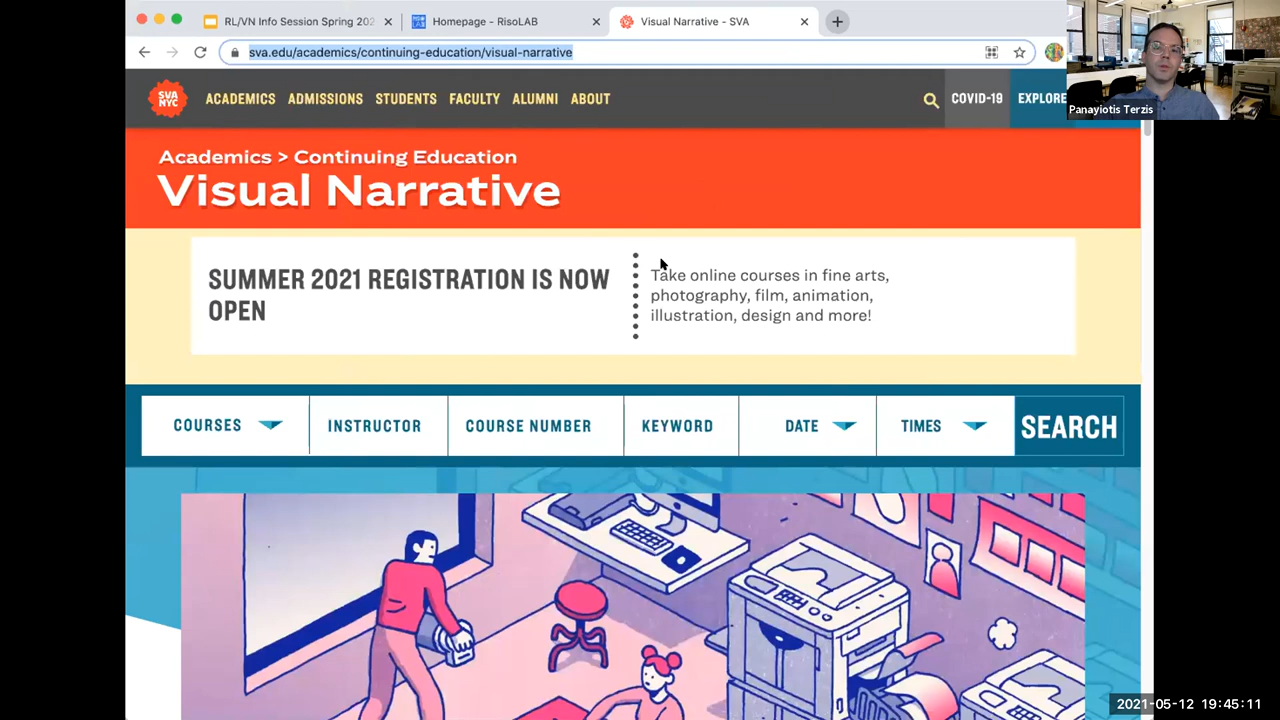 RL/VN Info Session Spring 202
Homepage - RisoLAB
Visual Narrative - SVA
sva.edu/academics/continuing-education/visual-narrative
SVA
NYC
ACADEMICS
ADMISSIONS
STUDENTS
FACULTY
ALUMNI
ABOUT
COVID-19
EXPLORE
Panayiotis Terzis
Academics > Continuing Education
Visual Narrative
SUMMER 2021 REGISTRATION IS NOW
OPEN
Take online courses in fine arts,
photography, film, animation,
illustration, design and more!
COURSES
INSTRUCTOR
COURSE NUMBER
KEYWORD
DATE
TIMES
SEARCH
2021-05-12 19:45:11